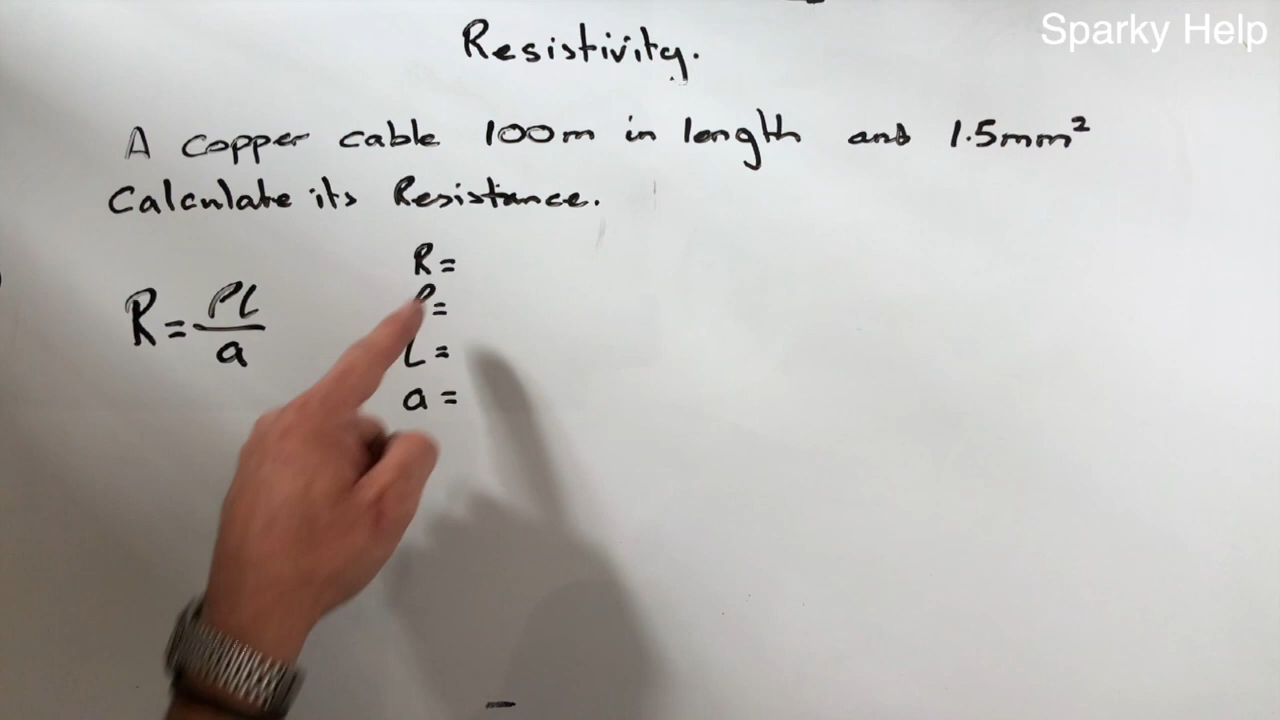 Sparky Help
Resistivity.
A copper cable 100m in length and 1.5mm²
Calculate its Resistance.
R = ρL / a
R =
ρ =
L =
a =